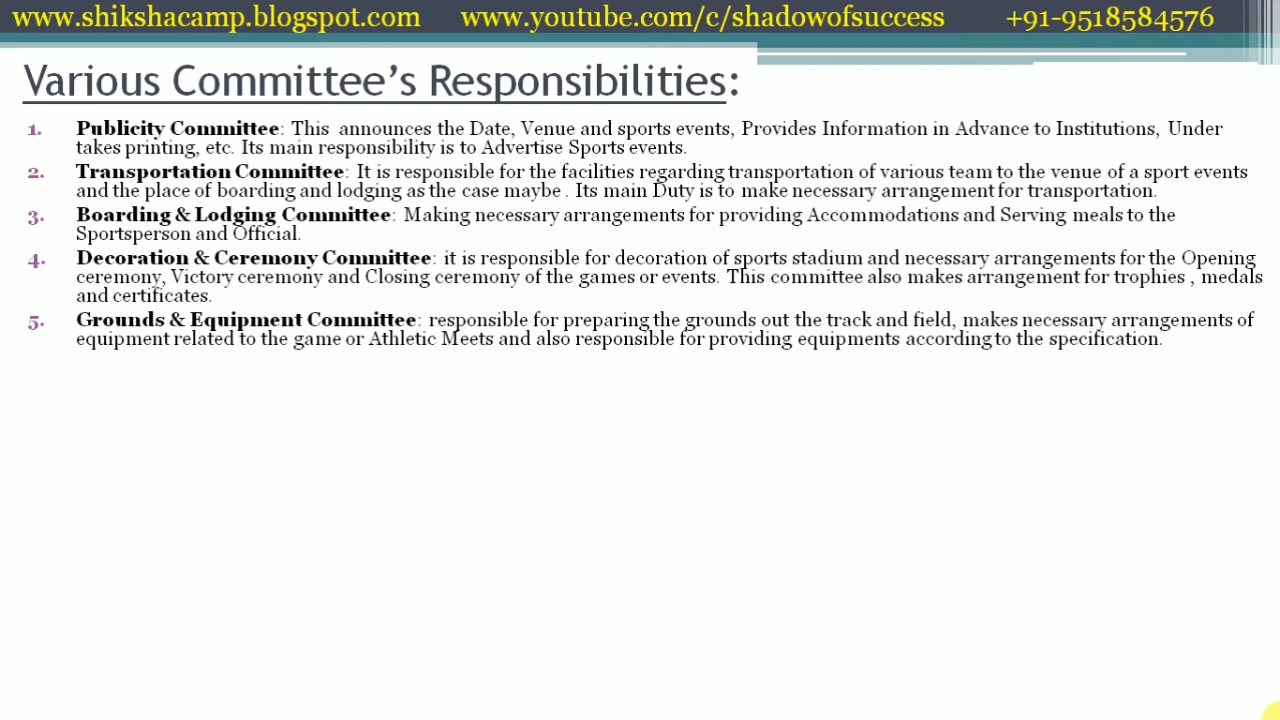 www.shikshacamp.blogspot.com www.youtube.com/c/shadowofsuccess +91-9518584576
Various Committee’s Responsibilities:
1. Publicity Committee: This announces the Date, Venue and sports events, Provides Information in Advance to Institutions, Under
takes printing, etc. Its main responsibility is to Advertise Sports events.
2. Transportation Committee: It is responsible for the facilities regarding transportation of various team to the venue of a sport events
and the place of boarding and lodging as the case maybe . Its main Duty is to make necessary arrangement for transportation.
3. Boarding & Lodging Committee: Making necessary arrangements for providing Accommodations and Serving meals to the
Sportsperson and Official.
4. Decoration & Ceremony Committee: it is responsible for decoration of sports stadium and necessary arrangements for the Opening
ceremony, Victory ceremony and Closing ceremony of the games or events. This committee also makes arrangement for trophies , medals
and certificates.
5. Grounds & Equipment Committee: responsible for preparing the grounds out the track and field, makes necessary arrangements of
equipment related to the game or Athletic Meets and also responsible for providing equipments according to the specification.